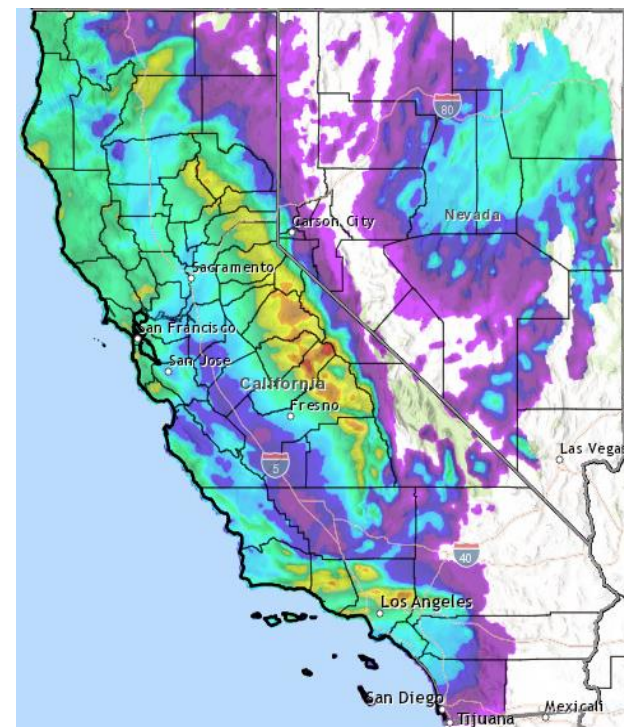 80
Nevada
Carson City
Sacramento
San Francisco
San Jose
California
Fresno
Las Vegas
5
40
Los Angeles
San Diego
Tijuana
Mexicali